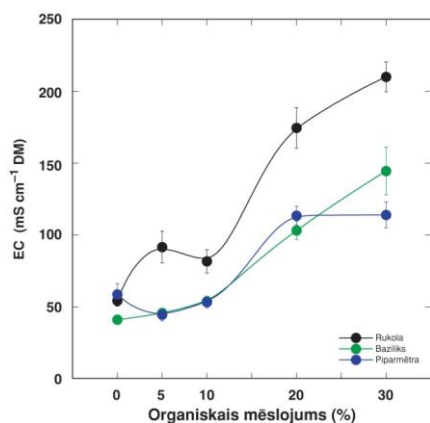 250
200
150
100
50
0
EC (mS cm⁻¹ DM)
0 5 10 20 30
Organiskais mēslojums (%)
Rukola
Baziliks
Piparmētra